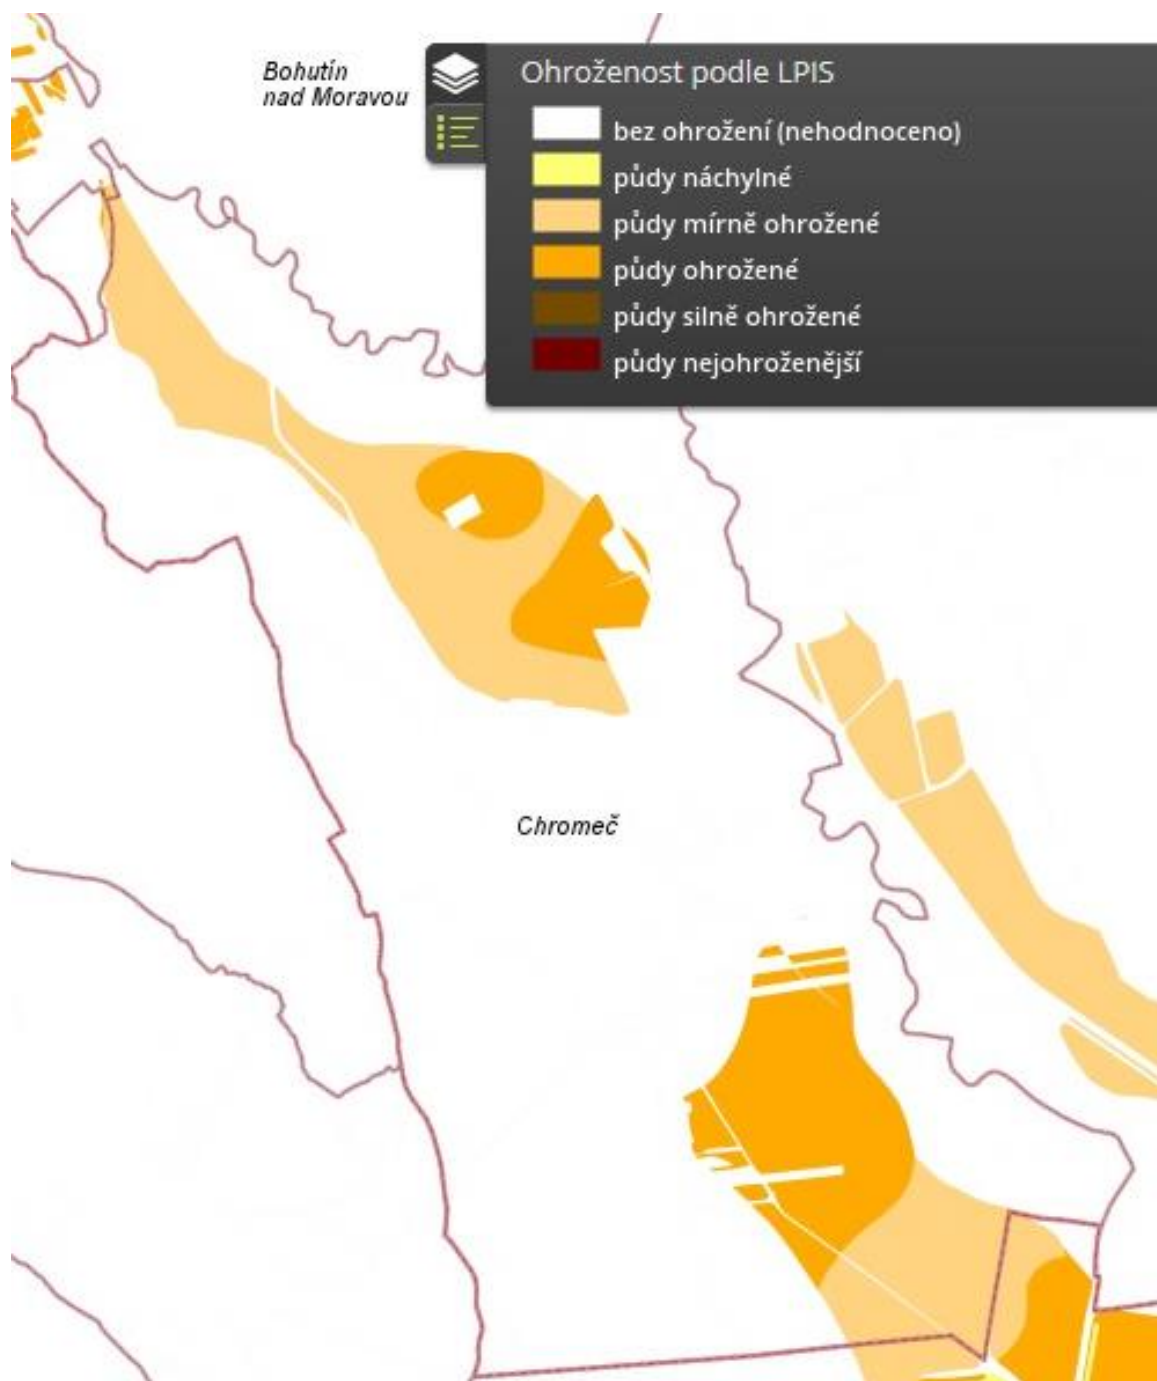 Bohutín
nad Moravou
Ohroženost podle LPIS
bez ohrožení (nehodnoceno)
půdy náchylné
půdy mírně ohrožené
půdy ohrožené
půdy silně ohrožené
půdy nejohroženější
Chromeč